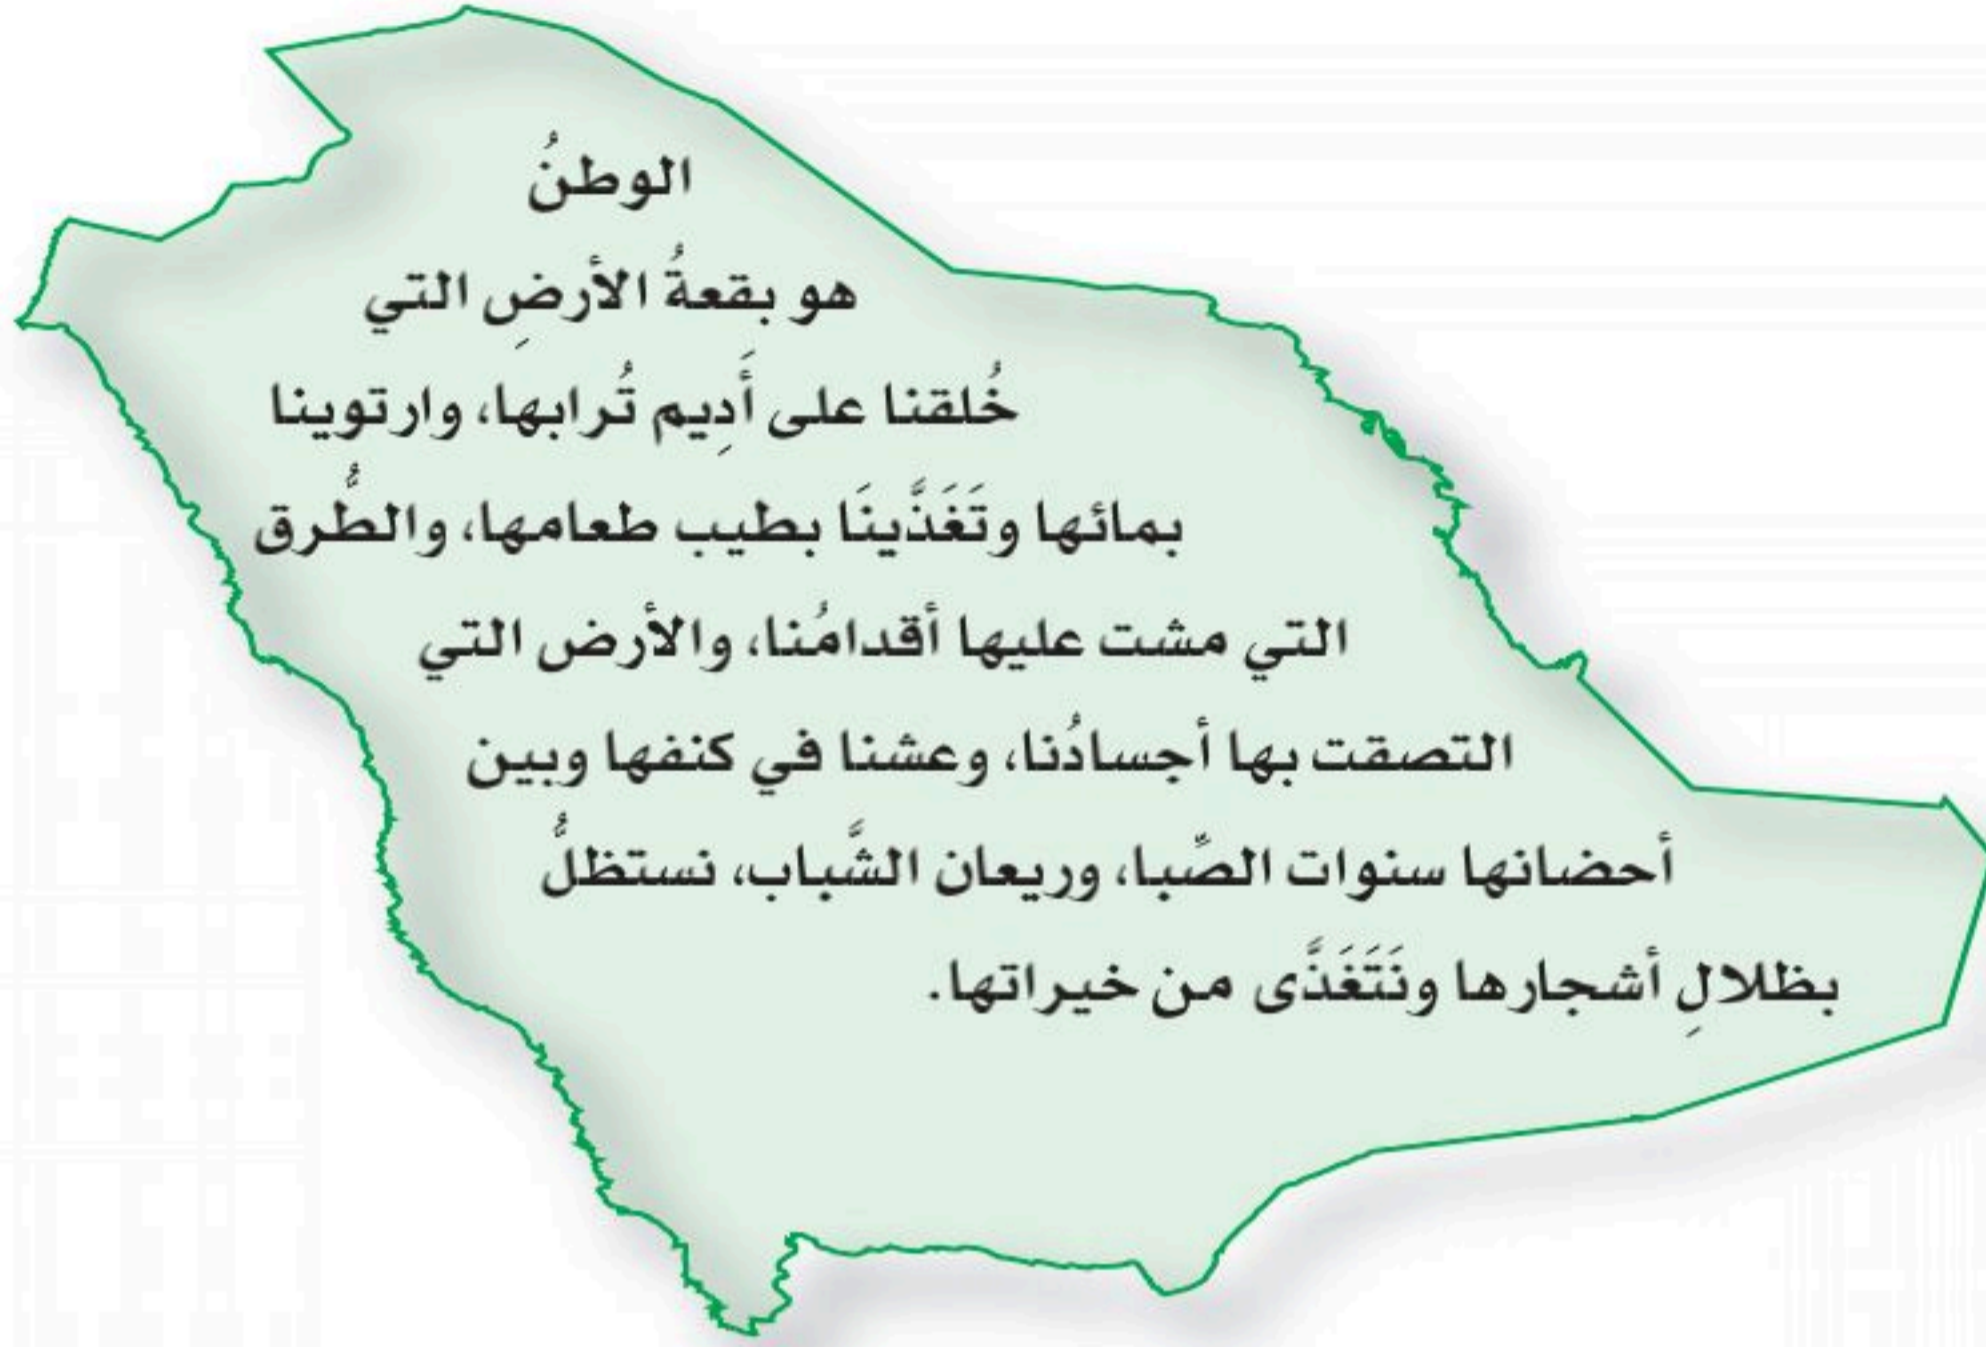 الوطنُ
هو بقعةُ الأرضِ التي
خُلقنا على أَدِيم تُرابها، وارتوينا
بمائها وتَغَذَّينَا بطيب طعامها، والطُّرق
التي مشت عليها أقدامُنا، والأرض التي
التصقت بها أجسادُنا، وعشنا في كنفها وبين
أحضانها سنوات الصِّبا، وريعان الشَّباب، نستظلُّ
بظلالِ أشجارها ونَتَغَذَّى من خيراتها.